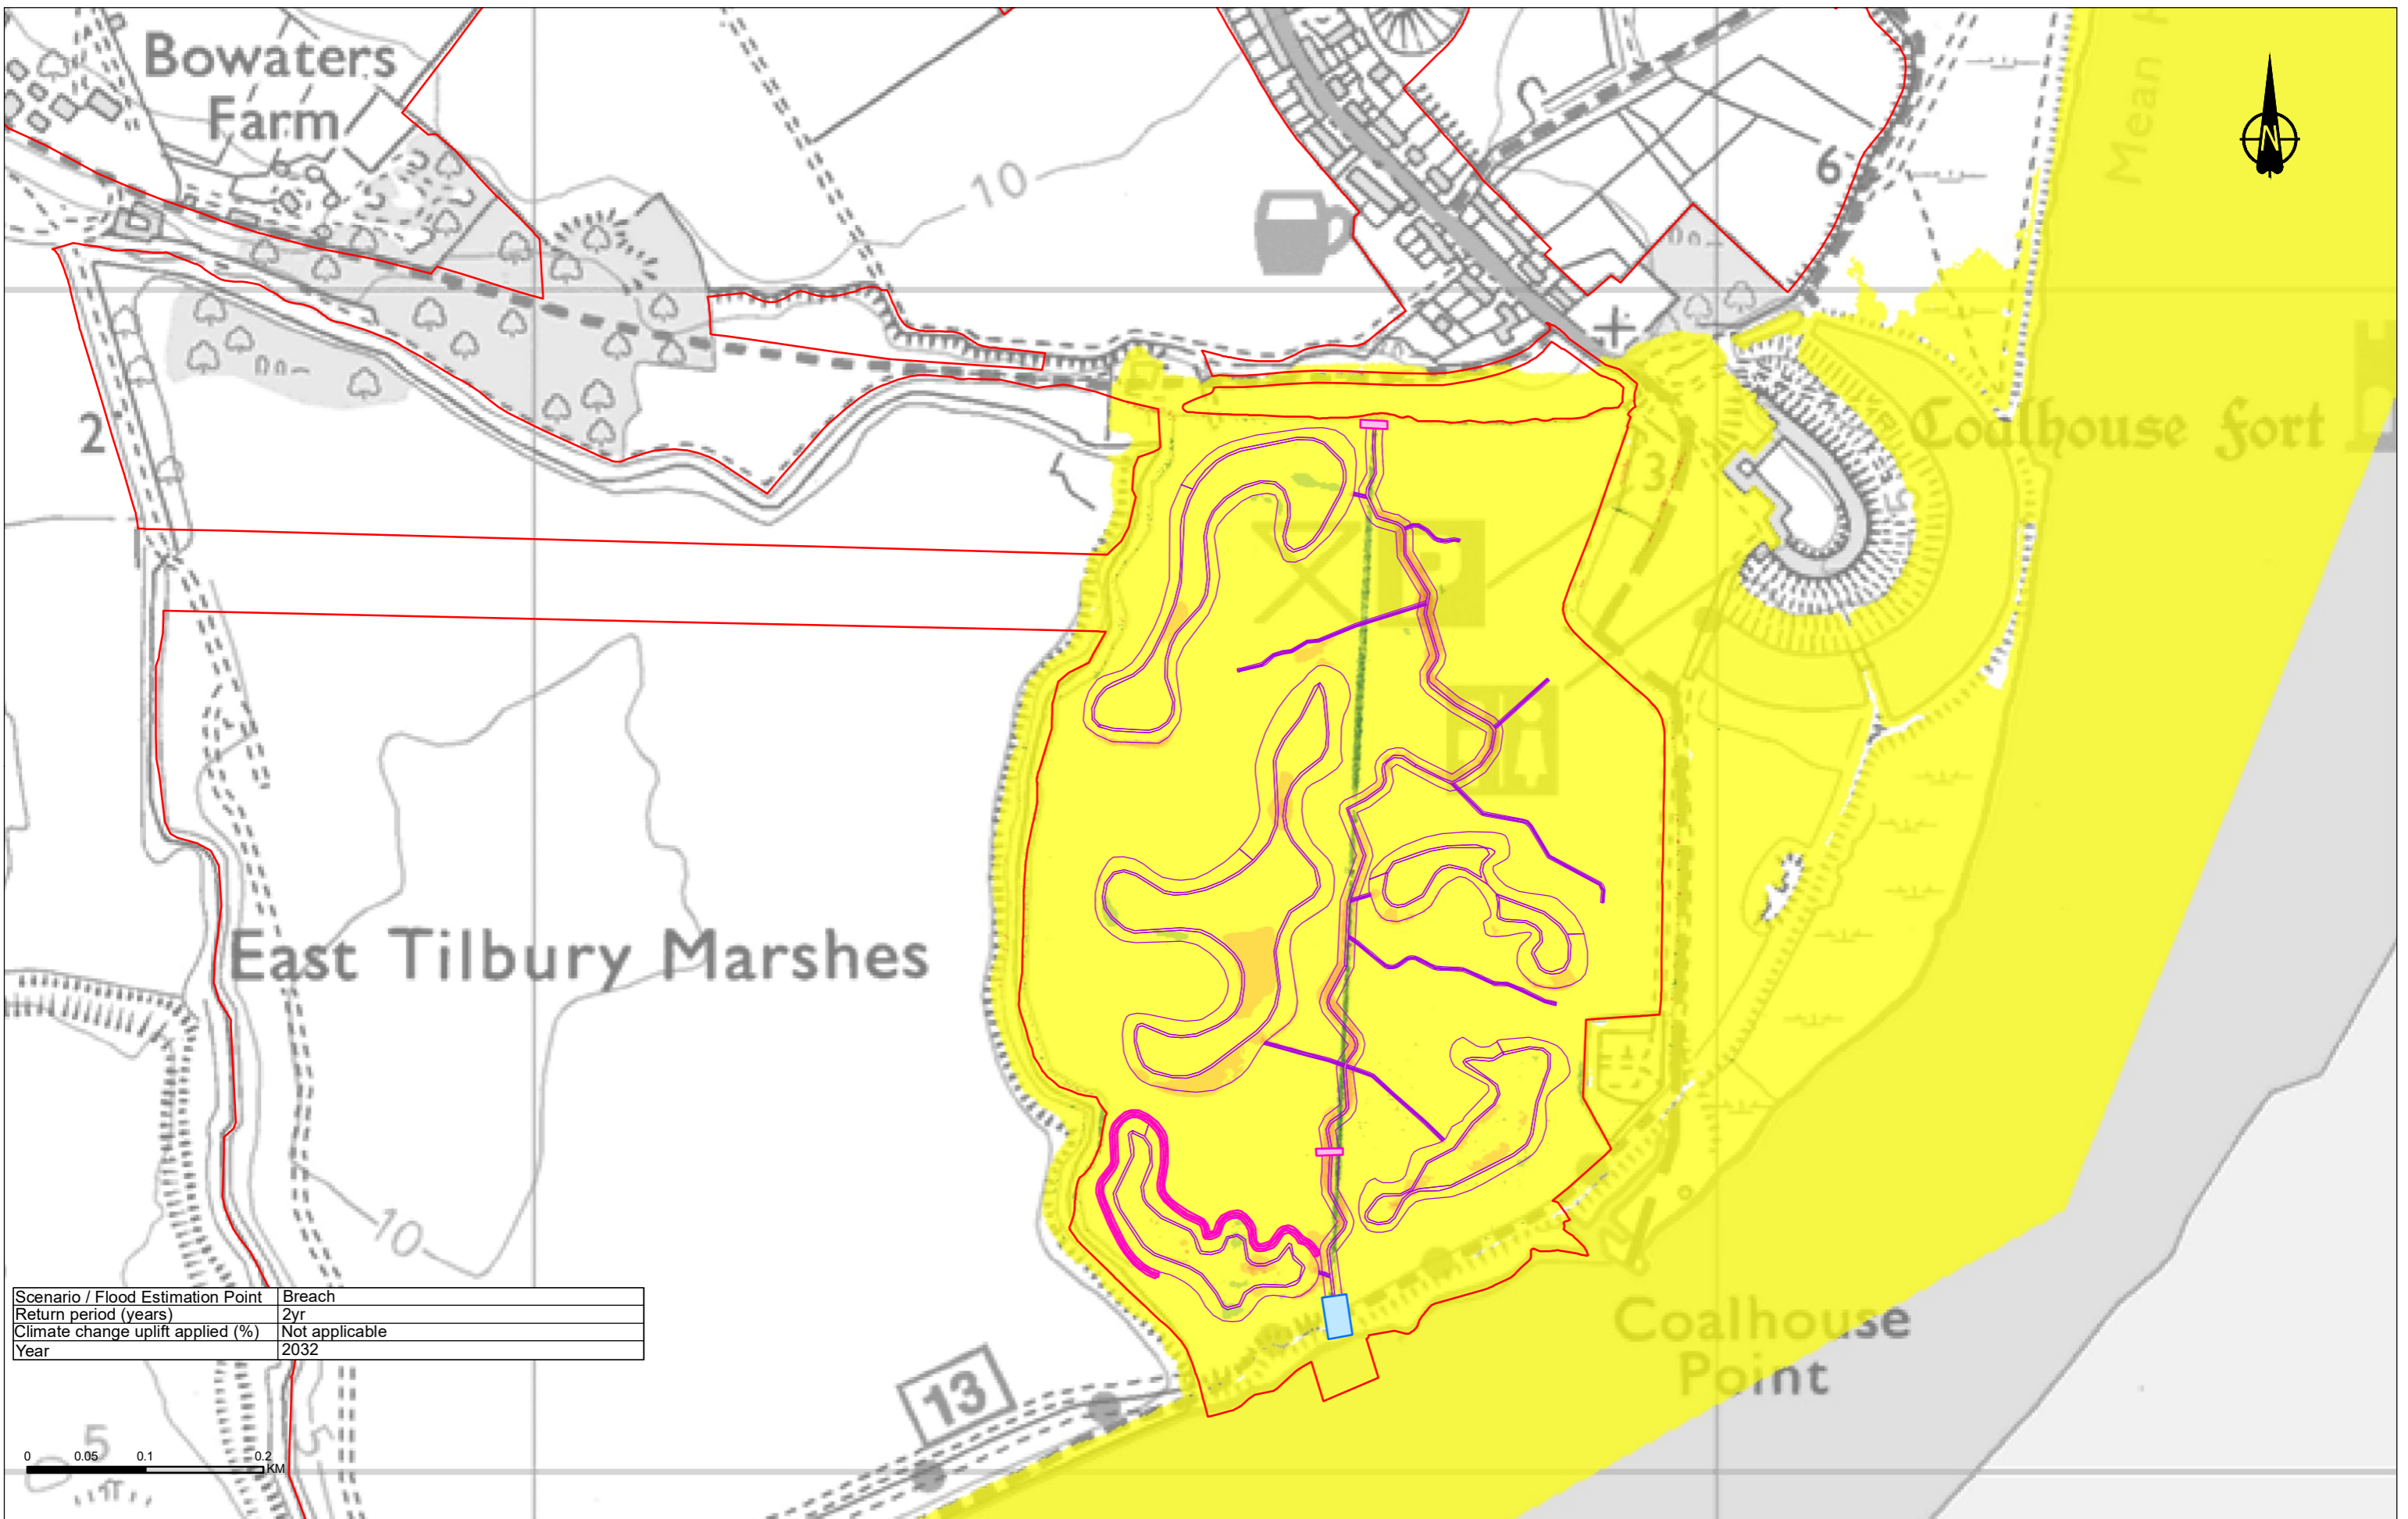 Bowaters
Farm
10
6
Mean
N
2
3
Coalhouse Fort
East Tilbury Marshes
10
Scenario / Flood Estimation Point Breach
Return period (years) 2yr
Climate change uplift applied (%) Not applicable
Year 2032
Coalhouse
Point
13
5
5
0 0.05 0.1 0.2
KM